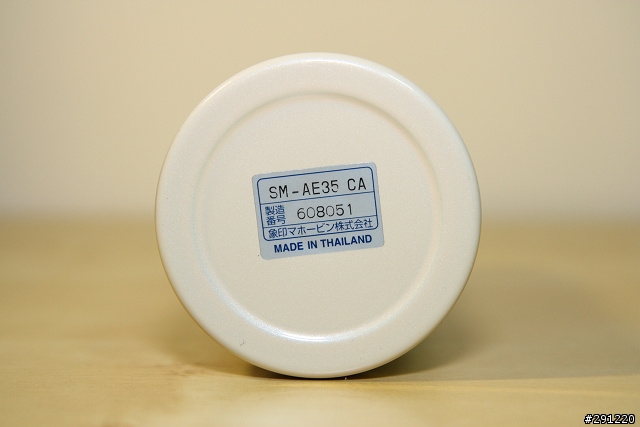 SM-AE35 CA
製造
番号 608051
象印マホービン株式会社
MADE IN THAILAND
#291220